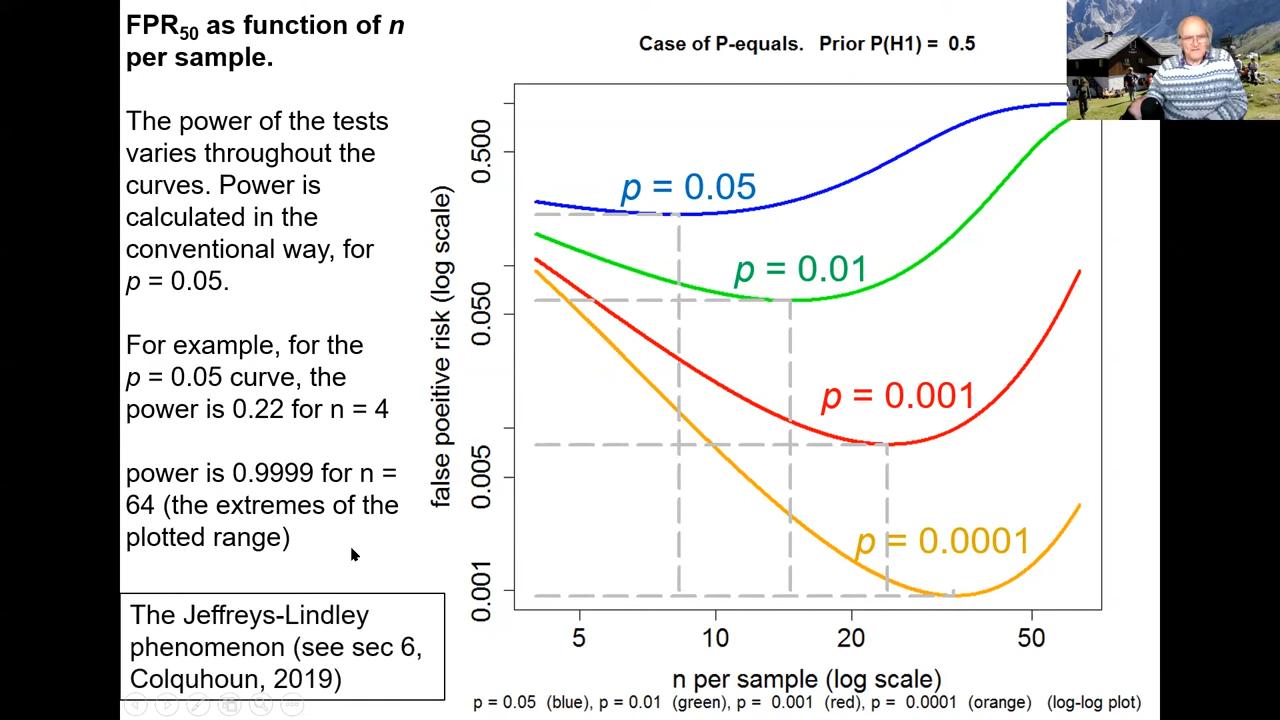 FPR50 as function of n
per sample.
The power of the tests
varies throughout the
curves. Power is
calculated in the
conventional way, for
p = 0.05.
For example, for the
p = 0.05 curve, the
power is 0.22 for n = 4
power is 0.9999 for n =
64 (the extremes of the
plotted range)
The Jeffreys-Lindley
phenomenon (see sec 6,
Colquhoun, 2019)
Case of P-equals. Prior P(H1) = 0.5
false poeitive risk (log scale)
0.500
0.050
0.005
0.001
p = 0.05
p = 0.01
p = 0.001
p = 0.0001
5 10 20 50
n per sample (log scale)
p = 0.05 (blue), p = 0.01 (green), p = 0.001 (red), p = 0.0001 (orange) (log-log plot)